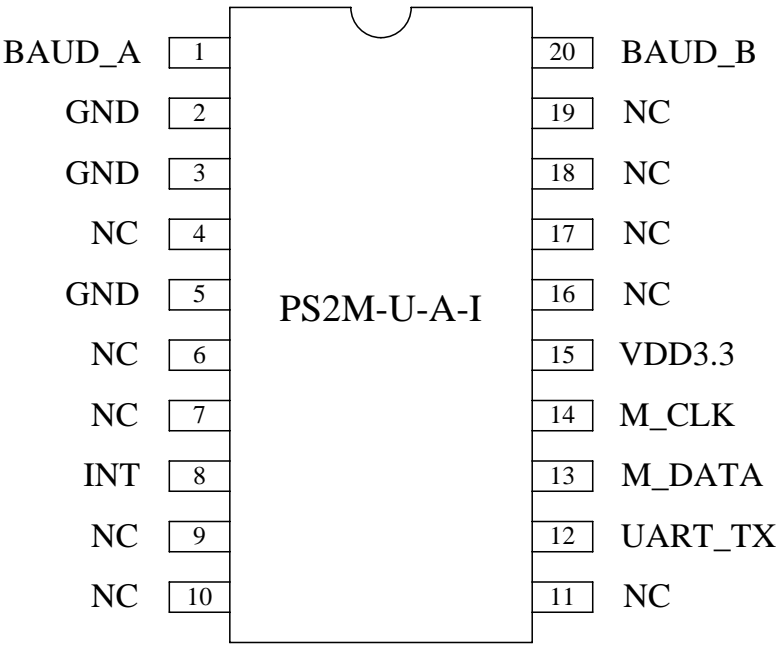 BAUD_A 1 20 BAUD_B
GND 2 19 NC
GND 3 18 NC
NC 4 17 NC
GND 5 16 NC
PS2M-U-A-I
NC 6 15 VDD3.3
NC 7 14 M_CLK
INT 8 13 M_DATA
NC 9 12 UART_TX
NC 10 11 NC